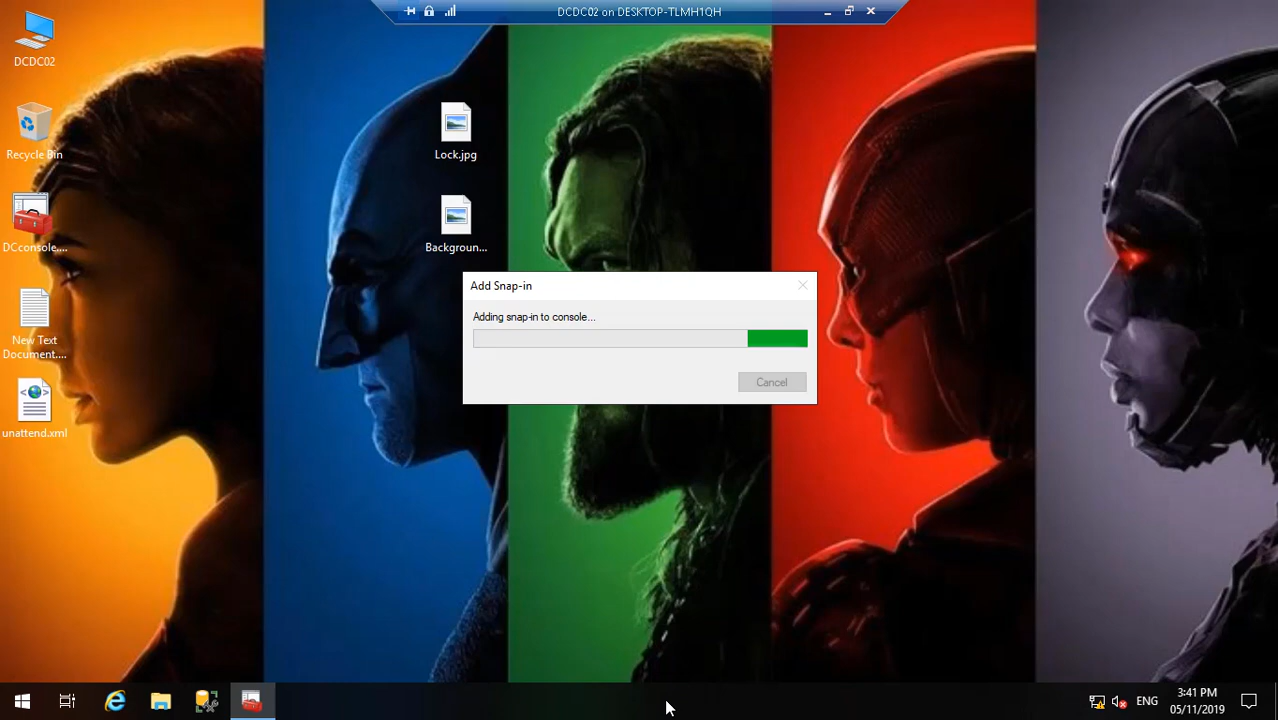 DCDC02 on DESKTOP-TLMH1QH
DCDC02
Recycle Bin
DCconsole....
New Text
Document....
unattend.xml
Lock.jpg
Backgroun...
Add Snap-in
Adding snap-in to console...
Cancel
ENG
3:41 PM
05/11/2019